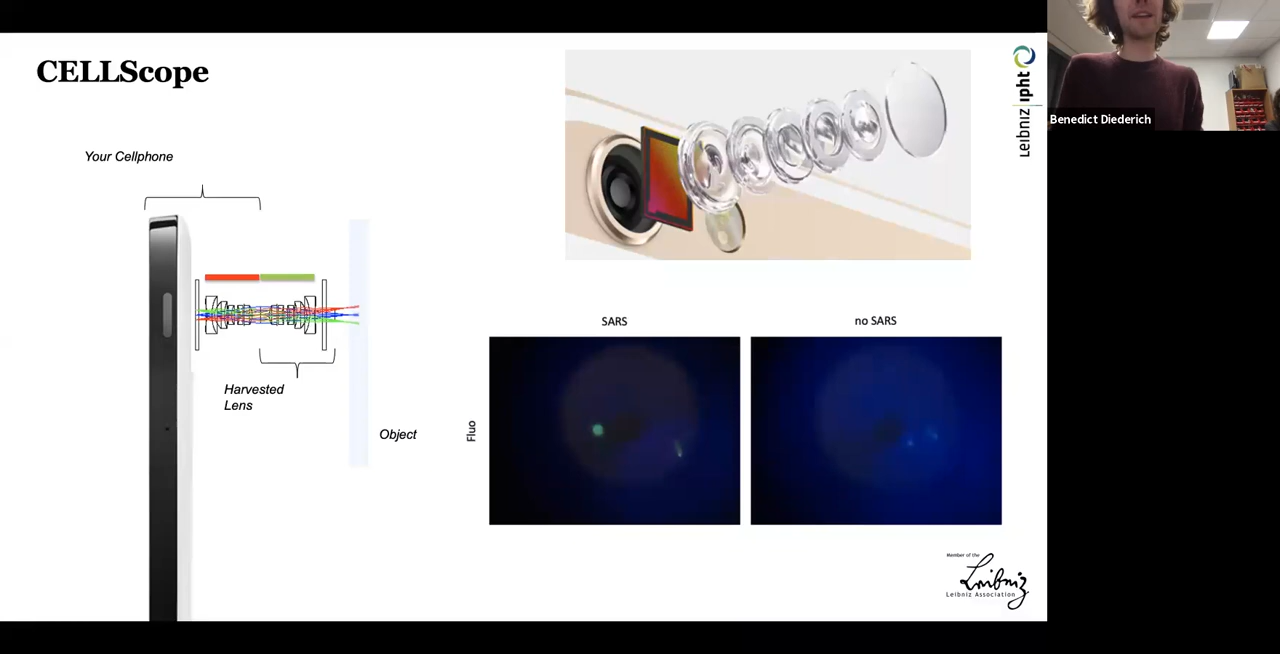 CELLScope
Your Cellphone
Harvested
Lens
Object
SARS
no SARS
Fluo
Leibniz ipht
Benedict Diederich
Member of the
Leibniz
Leibniz Association